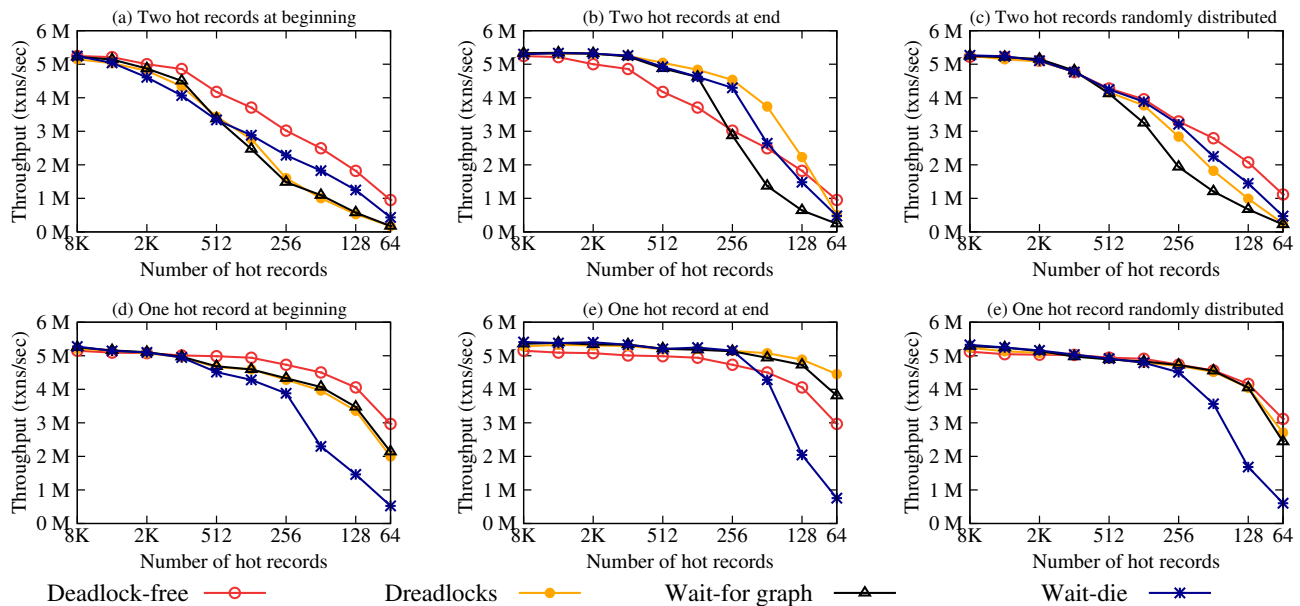 (a) Two hot records at beginning
Throughput (txns/sec)
6 M
5 M
4 M
3 M
2 M
1 M
0 M
8K 2K 512 256 128 64
Number of hot records
(b) Two hot records at end
Throughput (txns/sec)
6 M
5 M
4 M
3 M
2 M
1 M
0 M
8K 2K 512 256 128 64
Number of hot records
(c) Two hot records randomly distributed
Throughput (txns/sec)
6 M
5 M
4 M
3 M
2 M
1 M
0 M
8K 2K 512 256 128 64
Number of hot records
(d) One hot record at beginning
Throughput (txns/sec)
6 M
5 M
4 M
3 M
2 M
1 M
0 M
8K 2K 512 256 128 64
Number of hot records
(e) One hot record at end
Throughput (txns/sec)
6 M
5 M
4 M
3 M
2 M
1 M
0 M
8K 2K 512 256 128 64
Number of hot records
(e) One hot record randomly distributed
Throughput (txns/sec)
6 M
5 M
4 M
3 M
2 M
1 M
0 M
8K 2K 512 256 128 64
Number of hot records
Deadlock-free Dreadlocks Wait-for graph Wait-die